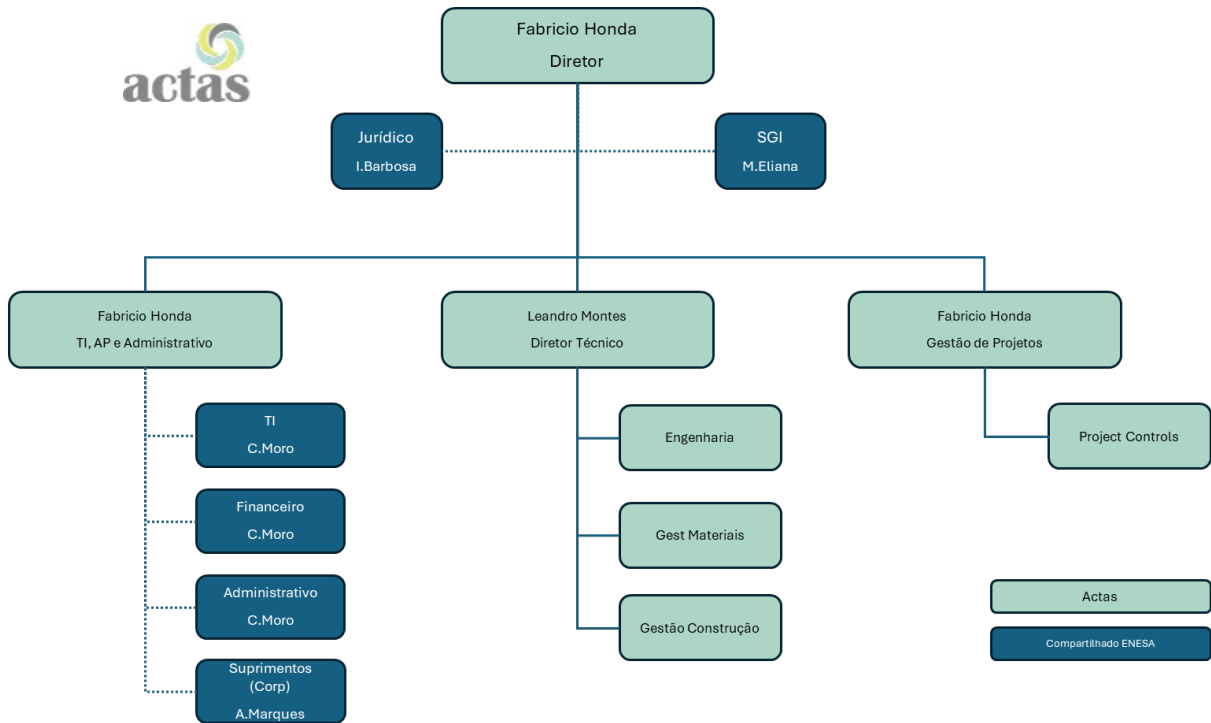 actas
Fabricio Honda
Diretor
Jurídico
I.Barbosa
SGI
M.Eliana
Fabricio Honda
TI, AP e Administrativo
Leandro Montes
Diretor Técnico
Fabricio Honda
Gestão de Projetos
TI
C.Moro
Financeiro
C.Moro
Administrativo
C.Moro
Suprimentos
(Corp)
A.Marques
Engenharia
Gest Materiais
Gestão Construção
Project Controls
Actas
Compartilhado ENESA